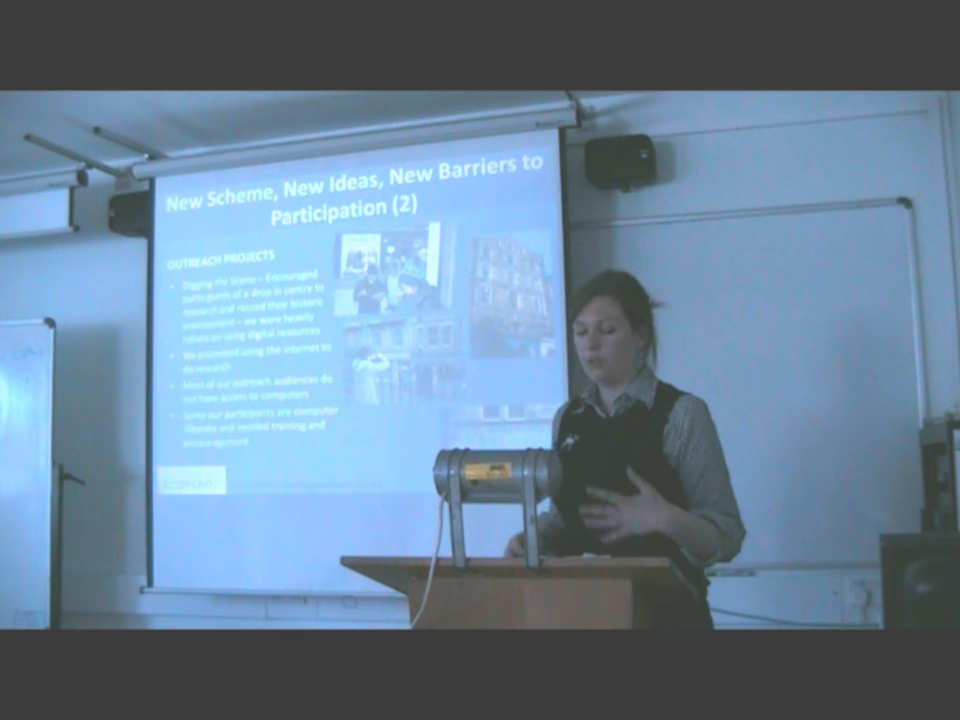 New Scheme, New Ideas, New Barriers to
Participation (2)
OUTREACH PROJECTS
• Digging the Scene – Encouraged
participants of a drop in centre to
research and record their historic
environment – we were heavily
reliant on using digital resources
• We promoted using the internet to
do research
• Most of our outreach audiences do
not have access to computers
• Some our participants are computer
illiterate and needed training and
encouragement